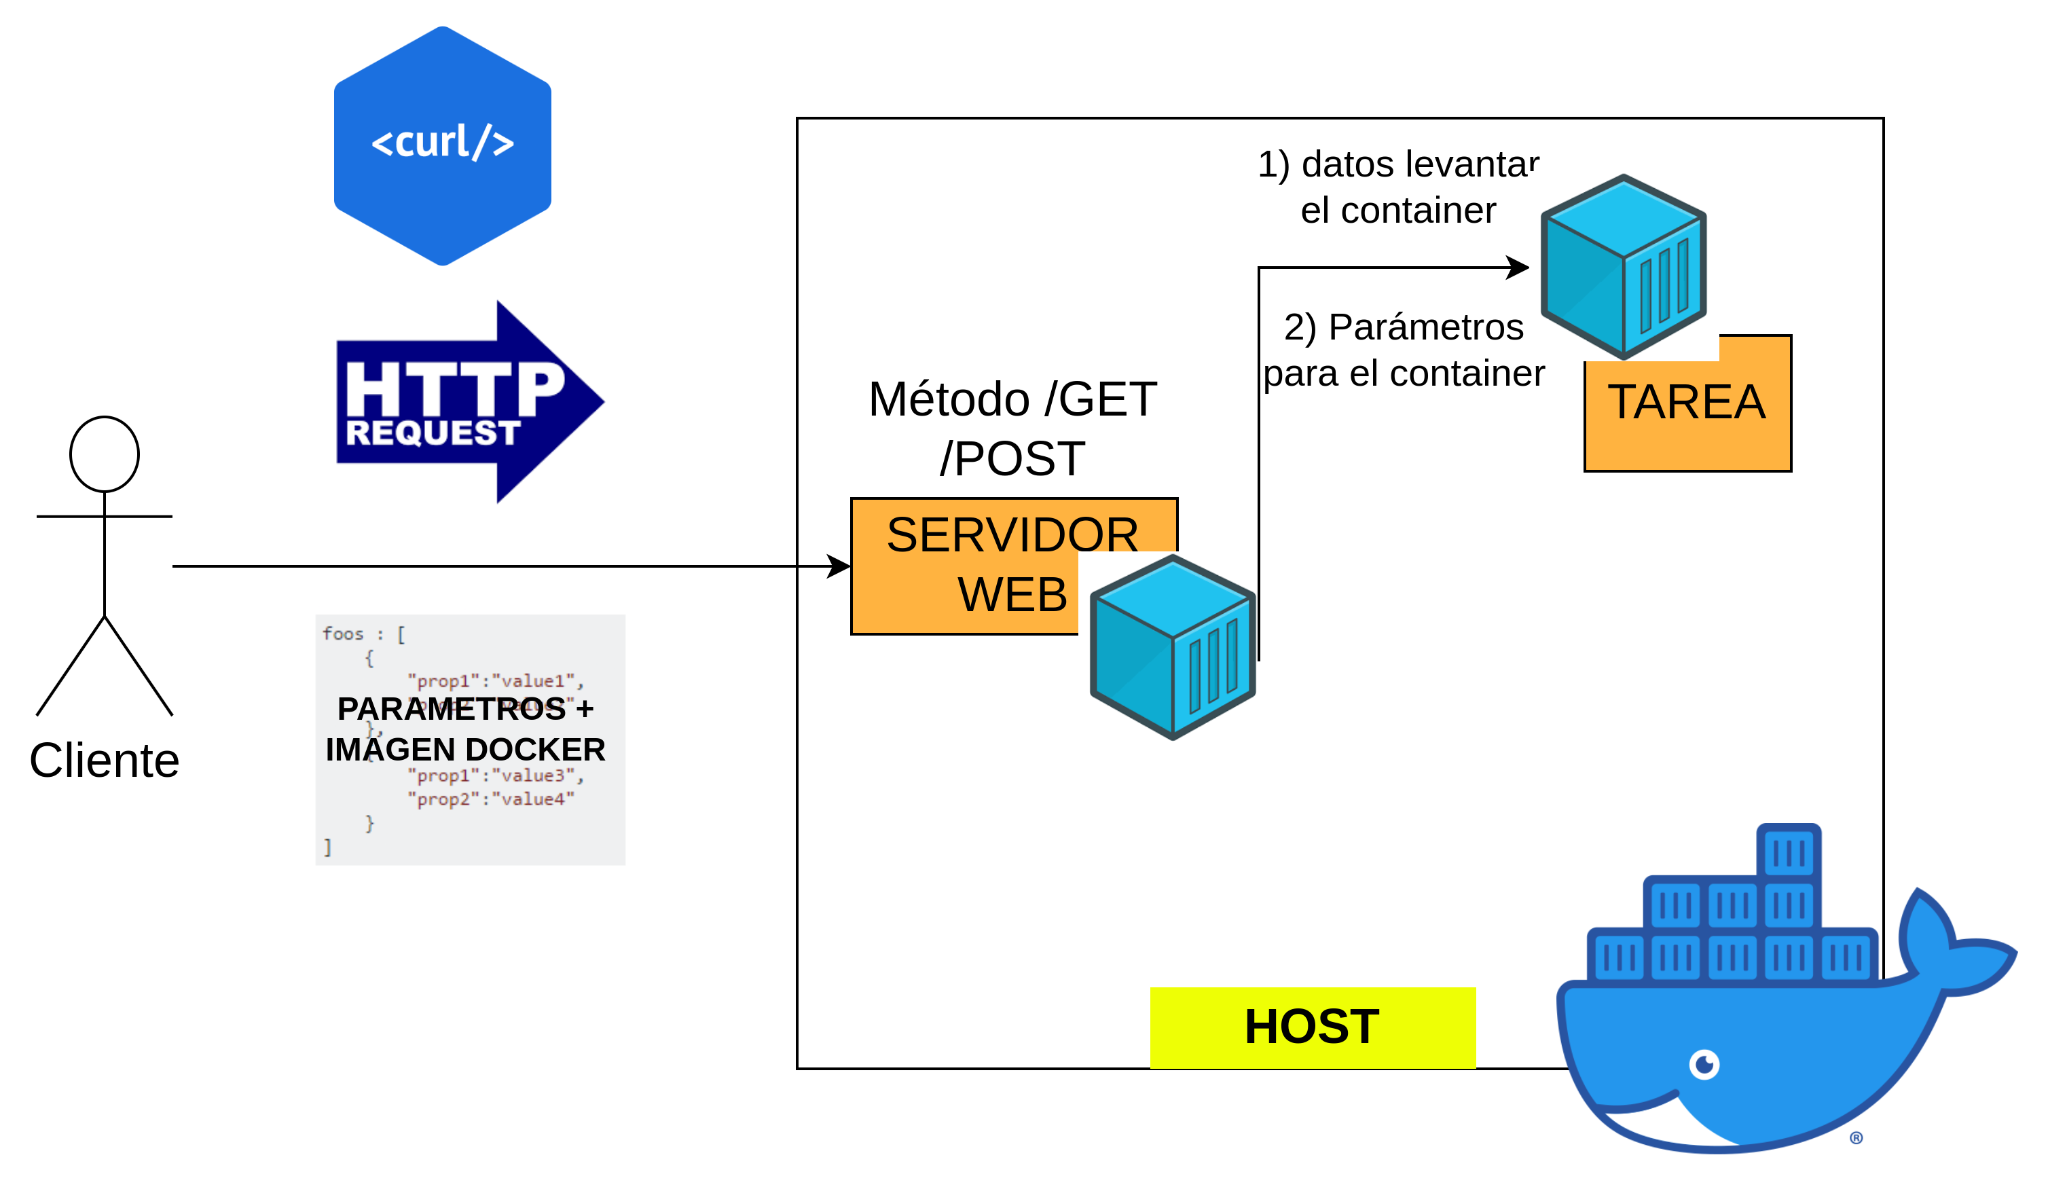 <curl/>
HTTP
REQUEST
Cliente
foos : [
{
"prop1":"value1",
PARAMETROS +
},
IMAGEN DOCKER
"prop1":"value3",
"prop2":"value4"
}
]
Método /GET
/POST
SERVIDOR
WEB
1) datos levantar
el container
2) Parámetros
para el container
TAREA
HOST
®